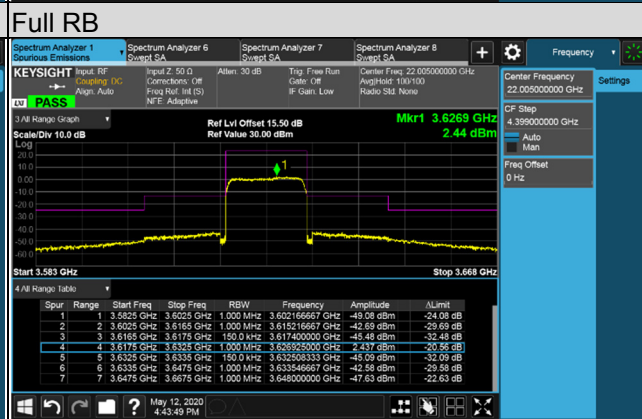 Full RB
Spectrum Analyzer 1
Spurious Emissions
Spectrum Analyzer 6
Swept SA
Spectrum Analyzer 7
Swept SA
Spectrum Analyzer 8
Swept SA
+
Frequency
KEYSIGHT
Input: RF
Coupling: DC
Align: Auto
Input Z: 50 Ω
Corrections: Off
Freq Ref: Int (S)
NFE: Adaptive
Atten: 30 dB
Trig: Free Run
Gate: Off
IF Gain: Low
Center Freq: 22.005000000 GHz
Avg|Hold: 100/100
Radio Std: None
LXI PASS
Center Frequency
22.005000000 GHz
Settings
CF Step
4.399000000 GHz
Auto
Man
Freq Offset
0 Hz
3 All Range Graph
Scale/Div 10.0 dB
Ref Lvl Offset 15.50 dB
Ref Value 30.00 dBm
Mkr1 3.6269 GHz
2.44 dBm
Log
20.0
10.0
0.00
-10.0
-20.0
-30.0
-40.0
-50.0
-60.0
1
Start 3.583 GHz
Stop 3.668 GHz
4 All Range Table
Spur Range Start Freq Stop Freq RBW Frequency Amplitude ΔLimit
1 1 3.5825 GHz 3.6025 GHz 1.000 MHz 3.602166667 GHz -49.08 dBm -24.08 dB
2 2 3.6025 GHz 3.6165 GHz 1.000 MHz 3.615216667 GHz -42.69 dBm -29.69 dB
3 3 3.6165 GHz 3.6175 GHz 150.0 kHz 3.617400000 GHz -45.48 dBm -32.48 dB
4 4 3.6175 GHz 3.6325 GHz 1.000 MHz 3.626925000 GHz 2.437 dBm -20.56 dB
5 5 3.6325 GHz 3.6335 GHz 150.0 kHz 3.632508333 GHz -45.09 dBm -32.09 dB
6 6 3.6335 GHz 3.6475 GHz 1.000 MHz 3.633546667 GHz -42.58 dBm -29.58 dB
7 7 3.6475 GHz 3.6675 GHz 1.000 MHz 3.648000000 GHz -47.63 dBm -22.63 dB
?
May 12, 2020
4:43:49 PM